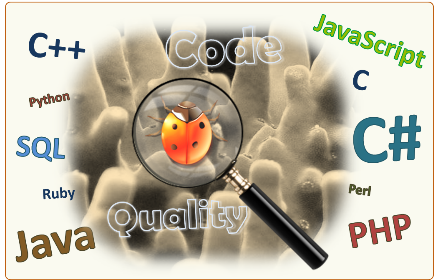 JavaScript
C++
Code
C
Python
C#
SQL
Ruby
Perl
Quality
PHP
Java